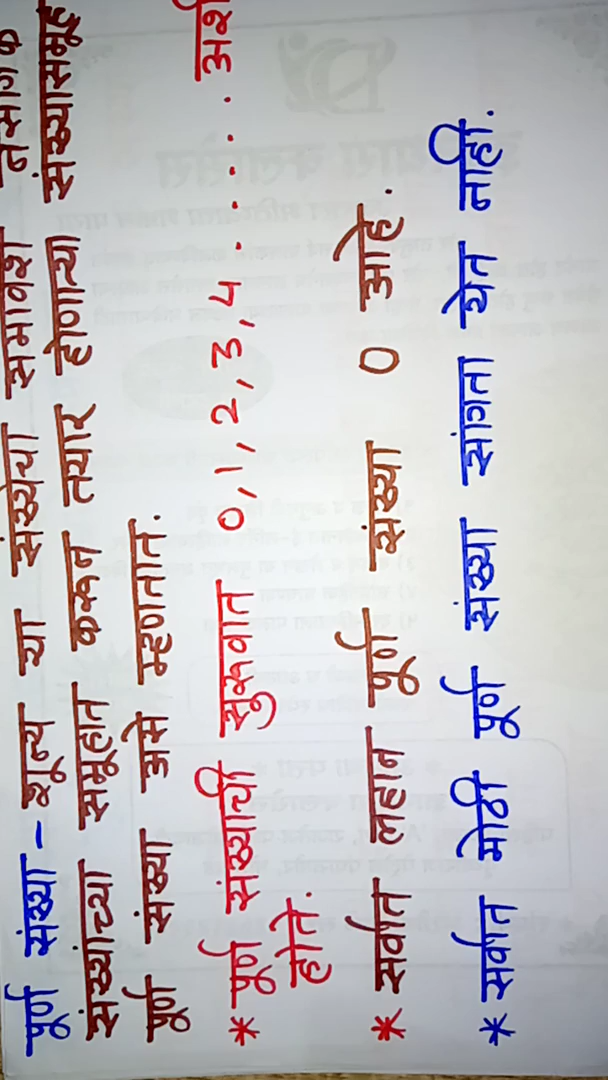 पूर्ण संख्या - शून्य या संख्येचा समावेश नैसर्गिक
संख्यांच्या समूहात करून तयार होणाऱ्या संख्यासमूह
पूर्ण संख्या असे म्हणतात.
* पूर्ण संख्यांची सुरूवात 0, 1, 2, 3, 4 . . . . . . अशी
होते.
* सर्वात लहान पूर्ण संख्या 0 आहे.
* सर्वात मोठी पूर्ण संख्या सांगता येत नाही.